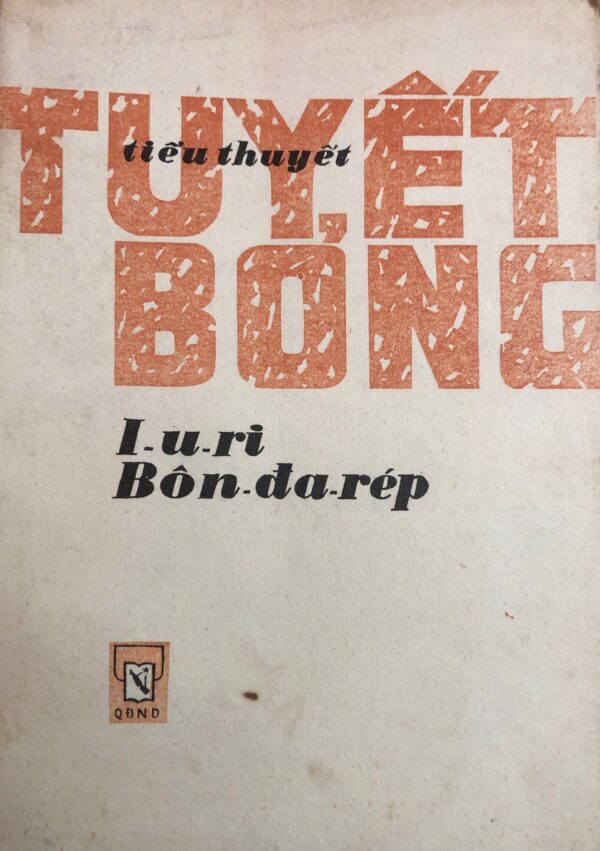 TUYẾT
tiểu thuyết
BỎNG
I-u-ri
Bôn-đa-rép
QĐND